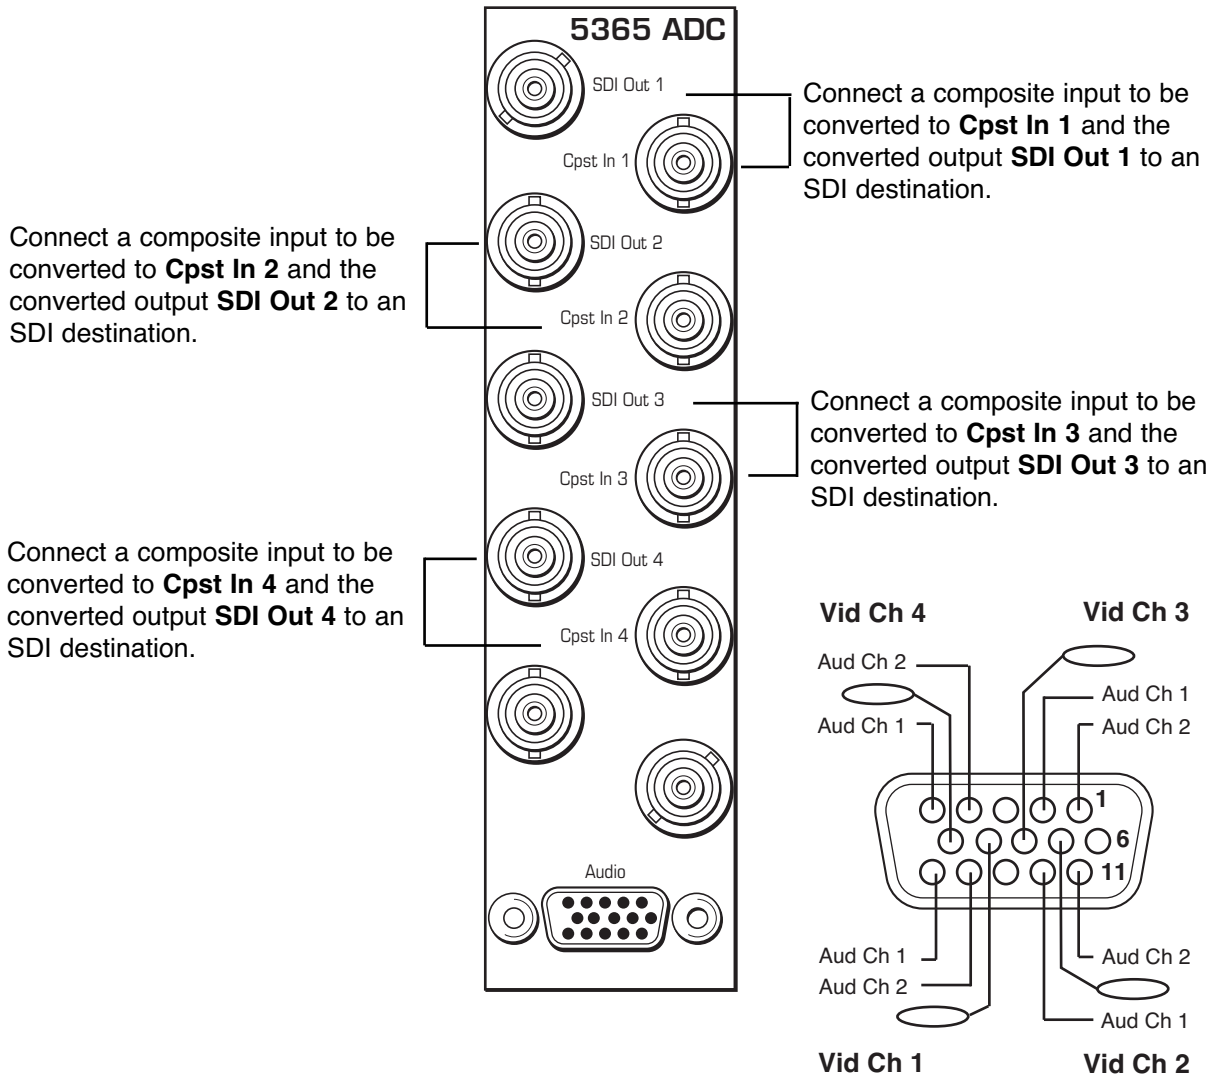 5365 ADC
SDI Out 1
Connect a composite input to be
converted to Cpst In 1 and the
converted output SDI Out 1 to an
SDI destination.
Cpst In 1
Connect a composite input to be
converted to Cpst In 2 and the
converted output SDI Out 2 to an
SDI destination.
SDI Out 2
Cpst In 2
SDI Out 3
Connect a composite input to be
converted to Cpst In 3 and the
converted output SDI Out 3 to an
SDI destination.
Cpst In 3
Connect a composite input to be
converted to Cpst In 4 and the
converted output SDI Out 4 to an
SDI destination.
SDI Out 4
Cpst In 4
Audio
Vid Ch 4
Vid Ch 3
Aud Ch 2
Aud Ch 1
Aud Ch 1
Aud Ch 2
1
6
11
Aud Ch 1
Aud Ch 2
Aud Ch 2
Aud Ch 1
Vid Ch 1
Vid Ch 2